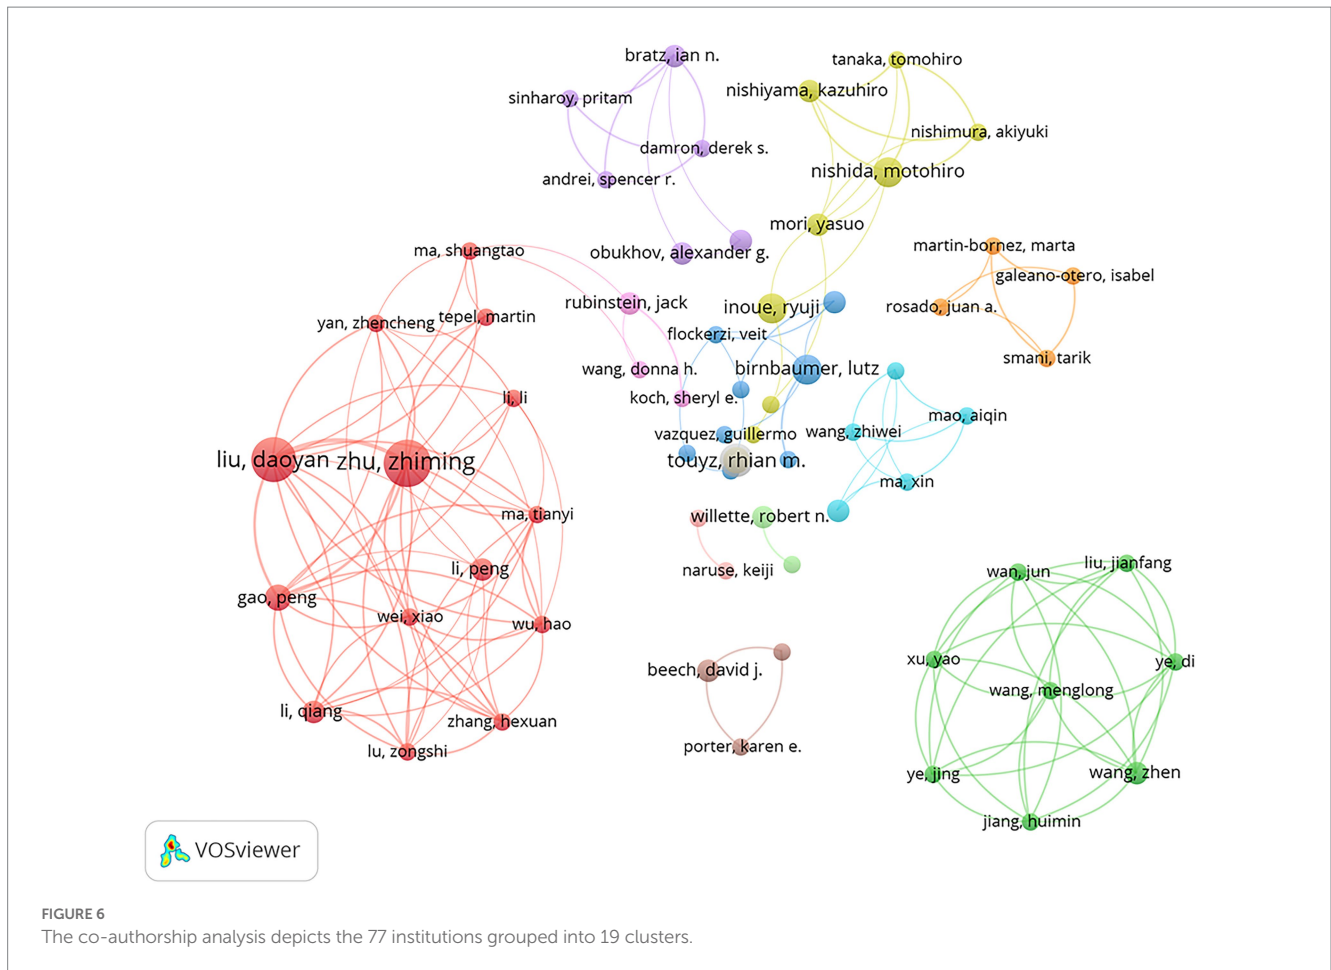 bratz, ian n.
tanaka, tomohiro
nishiyama, kazuhiro
sinharoy, pritam
nishimura, akiyuki
damron, derek s.
nishida, motohiro
andrei, spencer r.
mori, yasuo
ma, shuangtao
obukhov, alexander g.
martin-bornez, marta
galeano-otero, isabel
rubinstein, jack
inoue, ryuji
rosado, juan a.
yan, zhencheng
tepel, martin
flockerzi, veit
smani, tarik
wang, donna h.
birnbaumer, lutz
li, li
koch, sheryl e.
mao, aiqin
vazquez, guillermo
wang, zhiwei
liu, daoyan
zhu, zhiming
touyz, rhian m.
ma, xin
ma, tianyi
willette, robert n.
li, peng
naruse, keiji
wan, jun
liu, jianfang
gao, peng
wei, xiao
wu, hao
xu, yao
ye, di
beech, david j.
wang, menglong
li, qiang
zhang, hexuan
lu, zongshi
porter, karen e.
ye, jing
wang, zhen
jiang, huimin
VOSviewer
FIGURE 6
The co-authorship analysis depicts the 77 institutions grouped into 19 clusters.